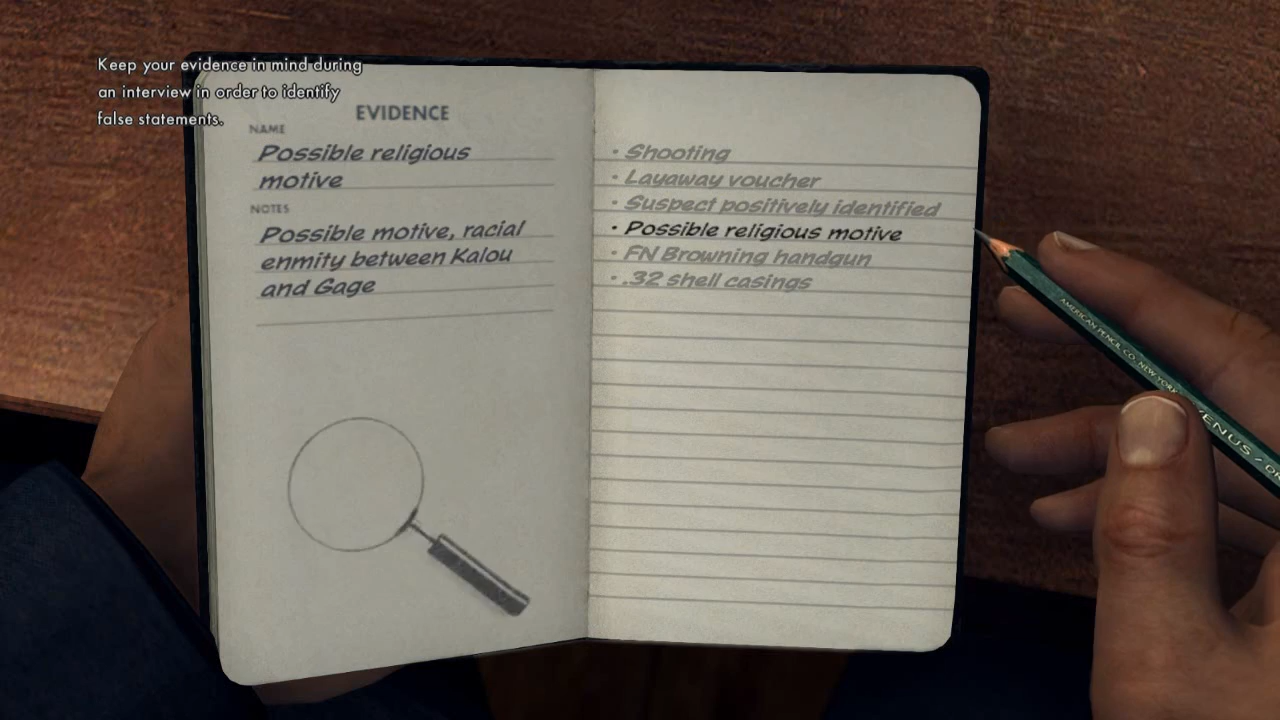 Keep your evidence in mind during
an interview in order to identify
false statements.
EVIDENCE
NAME
Possible religious
motive
NOTES
Possible motive, racial
enmity between Kalou
and Gage
• Shooting
• Layaway voucher
• Suspect positively identified
• Possible religious motive
• FN Browning handgun
• .32 shell casings
AMERICAN PENCIL CO. NEW YORK
VENUS